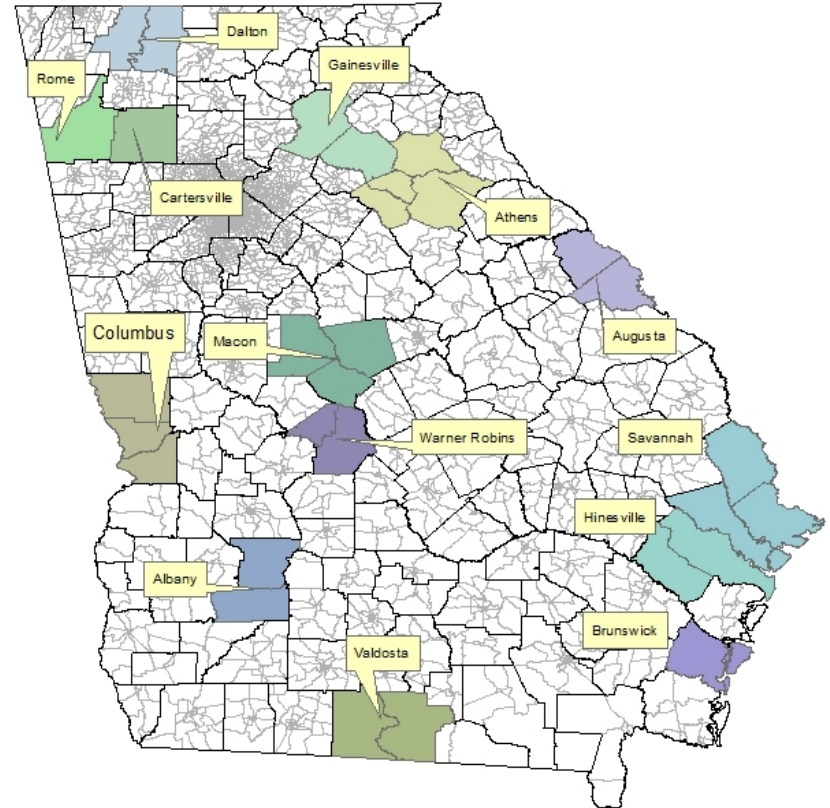 Dalton
Gainesville
Rome
Cartersville
Athens
Columbus
Macon
Augusta
Warner Robins
Savannah
Hinesville
Albany
Brunswick
Valdosta